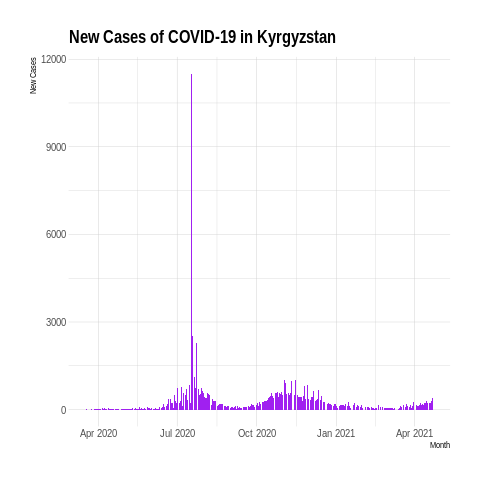 New Cases of COVID-19 in Kyrgyzstan
New Cases
12000
9000
6000
3000
0
Apr 2020 Jul 2020 Oct 2020 Jan 2021 Apr 2021
Month